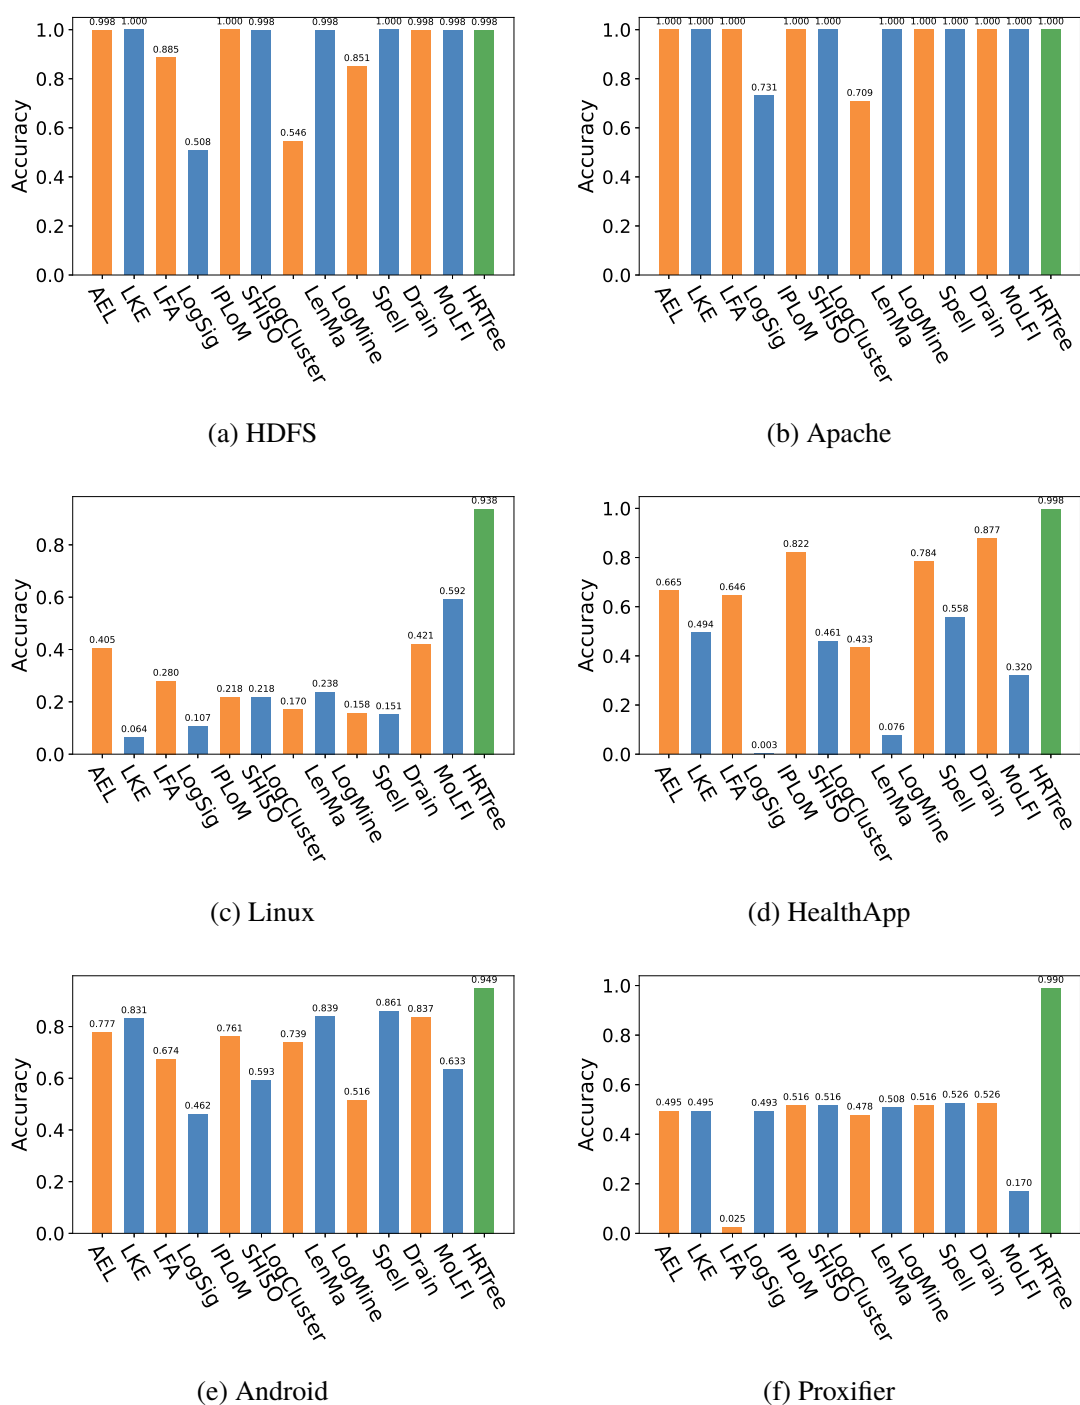 0.998 1.000 0.885 0.508 1.000 0.998 0.546 0.998 0.851 1.000 0.998 0.998 0.998
1.0
0.8
0.6
0.4
0.2
0.0
Accuracy
AEL LKE LFA LogSig IPLoM SHISO LogCluster LenMa LogMine Spell Drain MoLFI HRTree
(a) HDFS
1.000 1.000 1.000 0.731 1.000 1.000 0.709 1.000 1.000 1.000 1.000 1.000 1.000
1.0
0.8
0.6
0.4
0.2
0.0
Accuracy
AEL LKE LFA LogSig IPLoM SHISO LogCluster LenMa LogMine Spell Drain MoLFI HRTree
(b) Apache
0.405 0.064 0.280 0.107 0.218 0.218 0.170 0.238 0.158 0.151 0.421 0.592 0.938
0.8
0.6
0.4
0.2
0.0
Accuracy
AEL LKE LFA LogSig IPLoM SHISO LogCluster LenMa LogMine Spell Drain MoLFI HRTree
(c) Linux
0.665 0.494 0.646 0.003 0.822 0.461 0.433 0.076 0.784 0.558 0.877 0.320 0.998
1.0
0.8
0.6
0.4
0.2
0.0
Accuracy
AEL LKE LFA LogSig IPLoM SHISO LogCluster LenMa LogMine Spell Drain MoLFI HRTree
(d) HealthApp
0.777 0.831 0.674 0.462 0.761 0.593 0.739 0.839 0.516 0.861 0.837 0.633 0.949
0.8
0.6
0.4
0.2
0.0
Accuracy
AEL LKE LFA LogSig IPLoM SHISO LogCluster LenMa LogMine Spell Drain MoLFI HRTree
(e) Android
0.495 0.495 0.025 0.493 0.516 0.516 0.478 0.508 0.516 0.526 0.526 0.170 0.990
1.0
0.8
0.6
0.4
0.2
0.0
Accuracy
AEL LKE LFA LogSig IPLoM SHISO LogCluster LenMa LogMine Spell Drain MoLFI HRTree
(f) Proxifier